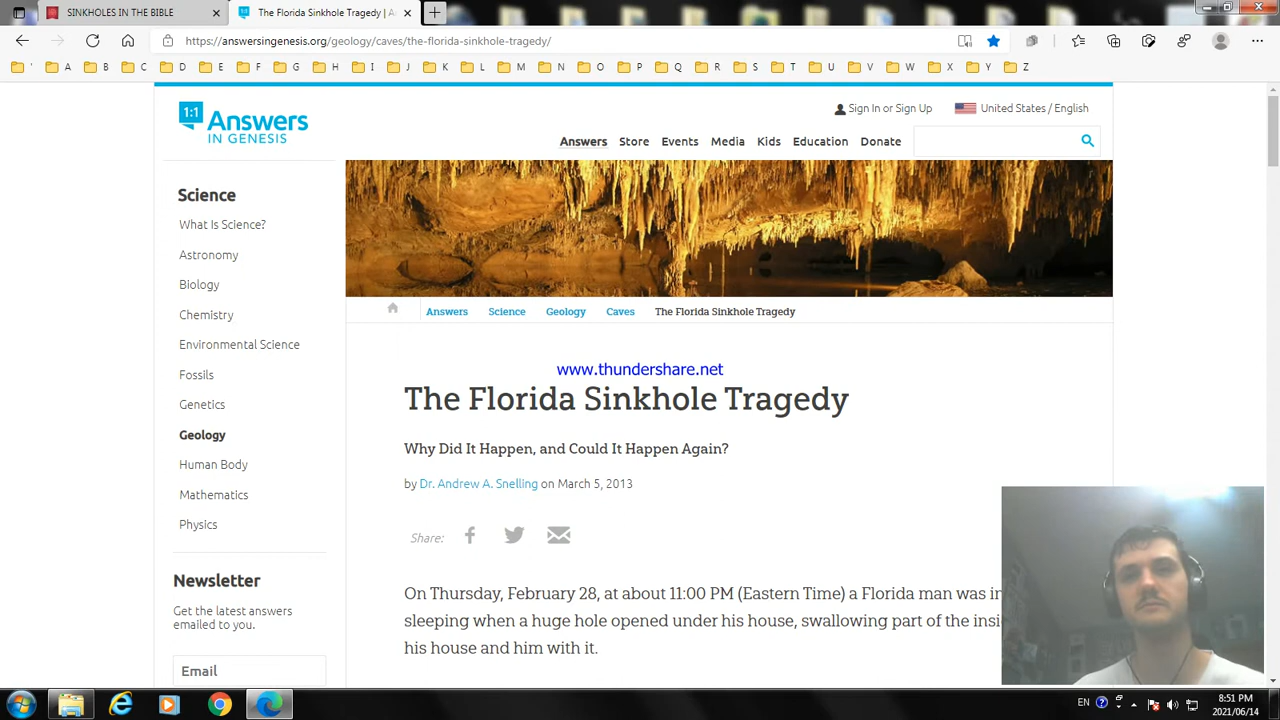 SINKHOLES IN THE BIBLE
The Florida Sinkhole Tragedy | A
https://answersingenesis.org/geology/caves/the-florida-sinkhole-tragedy/
' A B C D E F G H I J K L M N O P Q R S T U V W X Y Z
1:1 Answers
IN GENESIS
Sign In or Sign Up United States / English
Answers Store Events Media Kids Education Donate
Science
What Is Science?
Astronomy
Biology
Chemistry
Environmental Science
Fossils
Genetics
Geology
Human Body
Mathematics
Physics
Newsletter
Get the latest answers
emailed to you.
Email
Answers Science Geology Caves The Florida Sinkhole Tragedy
www.thundershare.net
The Florida Sinkhole Tragedy
Why Did It Happen, and Could It Happen Again?
by Dr. Andrew A. Snelling on March 5, 2013
Share:
On Thursday, February 28, at about 11:00 PM (Eastern Time) a Florida man was in
sleeping when a huge hole opened under his house, swallowing part of the insi
his house and him with it.
EN 8:51 PM
2021/06/14